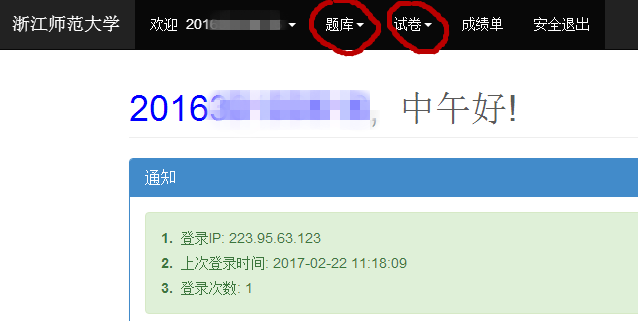 浙江师范大学 欢迎 2016 题库 试卷 成绩单 安全退出
2016 , 中午好!
通知
1. 登录IP: 223.95.63.123
2. 上次登录时间: 2017-02-22 11:18:09
3. 登录次数: 1